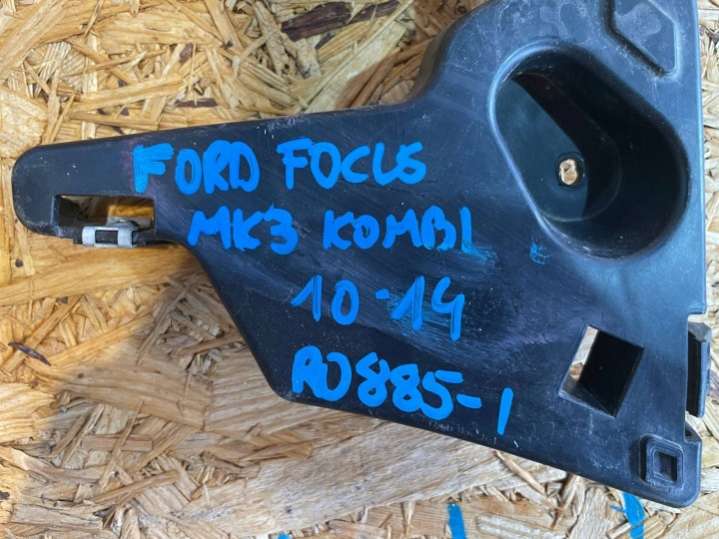 FORD FOCUS
MK3 KOMBI
10-14
RO885-1